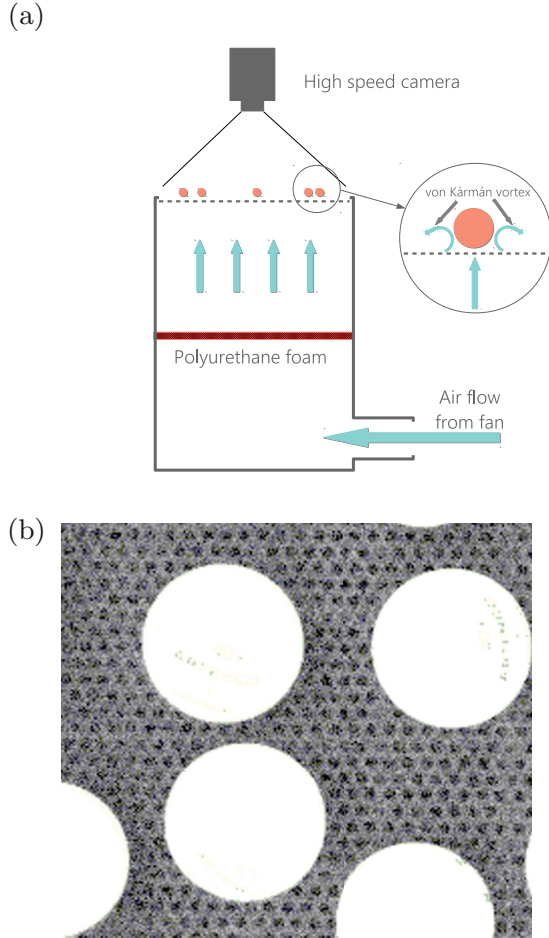 (a)
High speed camera
von Kármán vortex
Polyurethane foam
Air flow
from fan
(b)